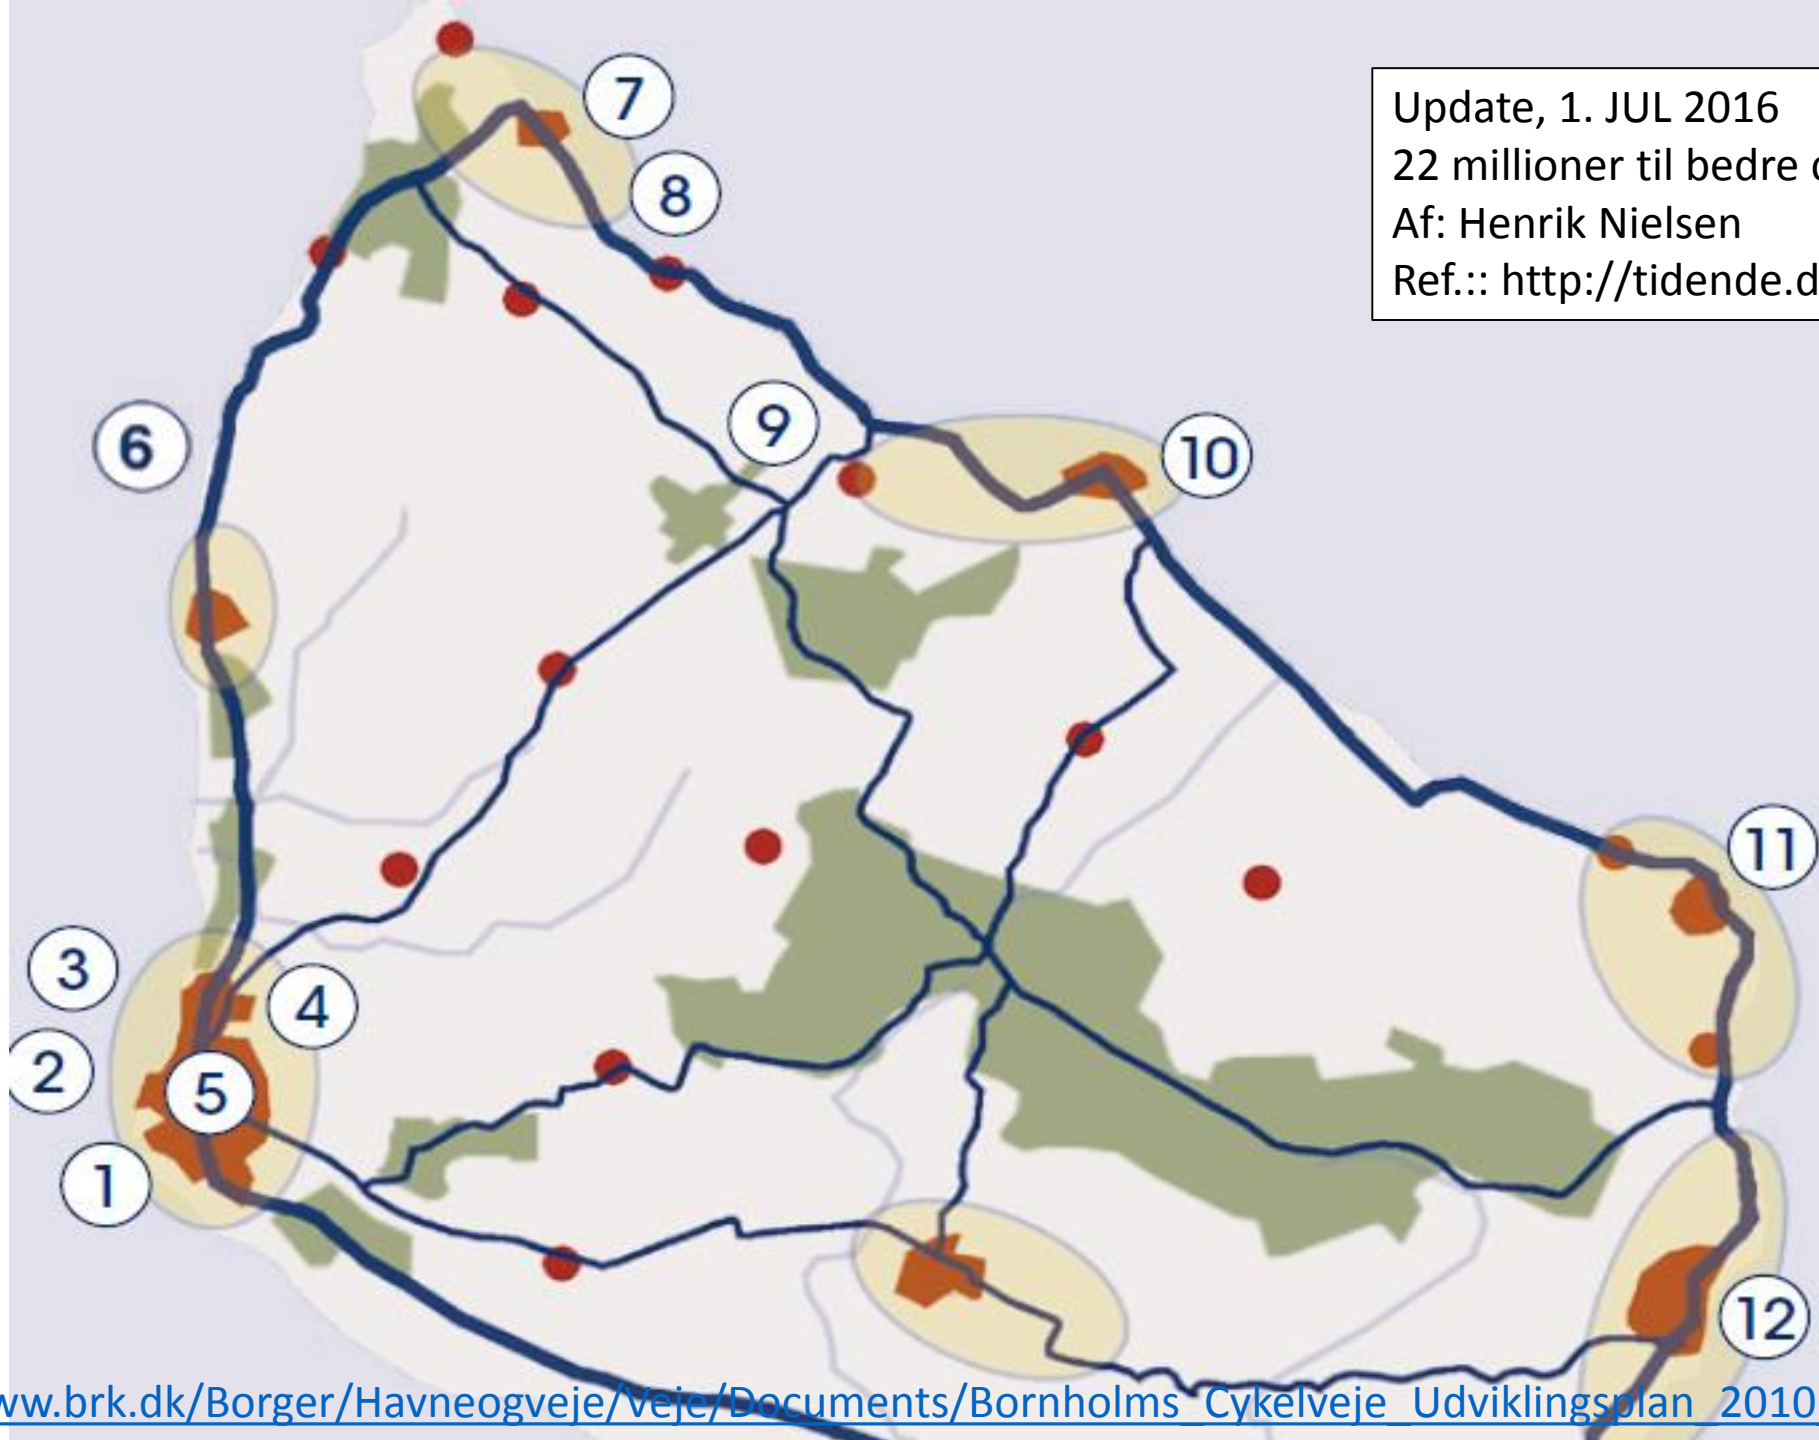 Update, 1. JUL 2016
22 millioner til bedre
Af: Henrik Nielsen
Ref.:: http://tidende.d
7
8
9
6
10
11
3
4
2
5
1
12
ww.brk.dk/Borger/Havneogveje/Veje/Documents/Bornholms_Cykelveje_Udviklingsplan_2010